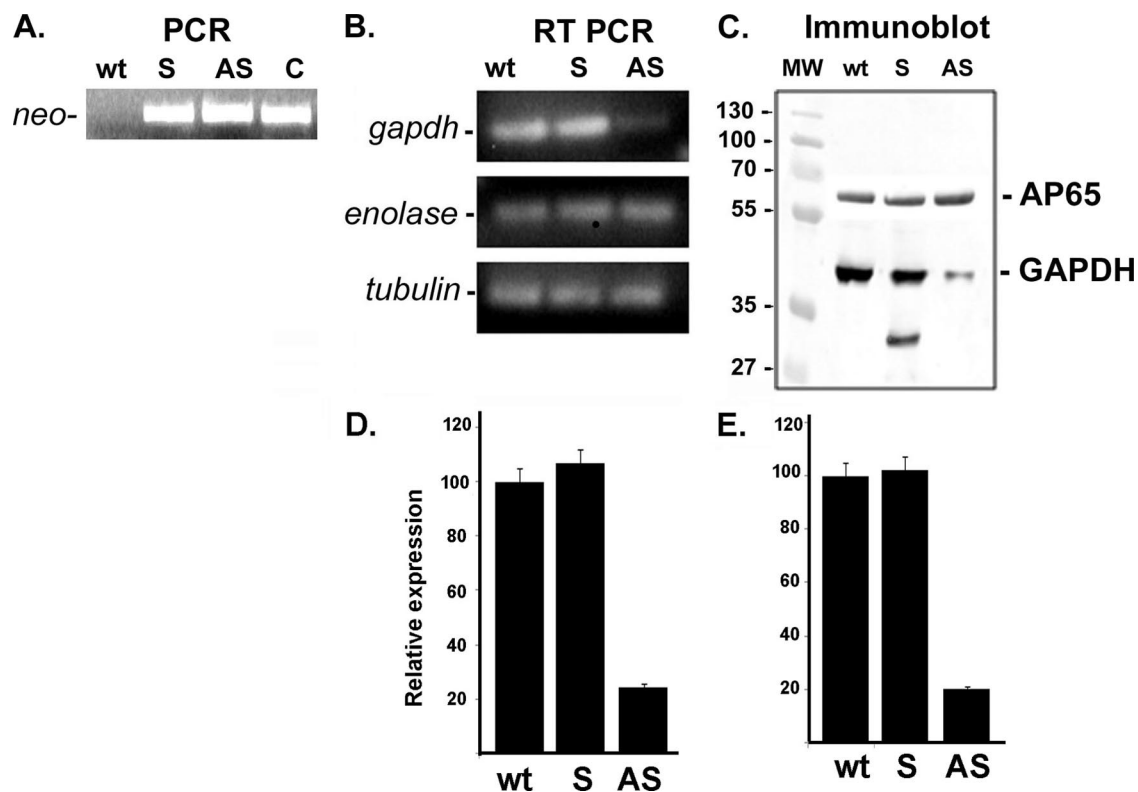 A.
PCR
wt S AS C
neo-
B.
RT PCR
wt S AS
gapdh -
enolase -
tubulin -
C.
Immunoblot
MW wt S AS
130 -
100 -
70 -
55 -
35 -
27 -
- AP65
- GAPDH
D.
Relative expression
120
100
80
60
40
20
wt S AS
E.
120
100
80
60
40
20
wt S AS